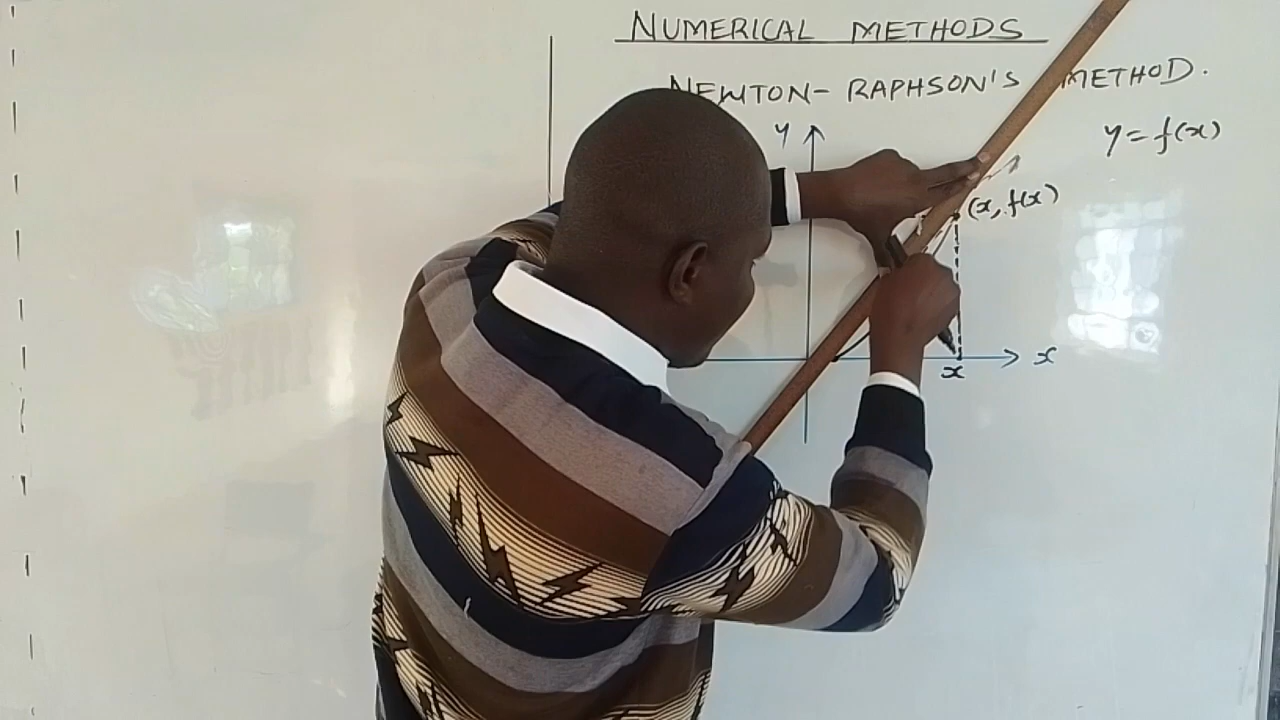 NUMERICAL METHODS
NEWTON-RAPHSON'S METHOD.
y
y = f(x)
(x, f(x))
x
x